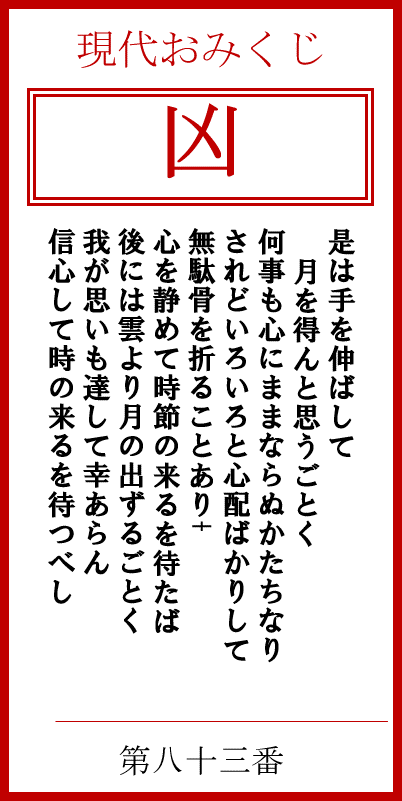 現代おみくじ
凶
是は手を伸ばして
月を得んと思うごとく
何事も心にままならぬかたちなり
されどいろいろと心配ばかりして
無駄骨を折ることあり十
心を静めて時節の来るを待たば
後には雲より月の出ずるごとく
我が思いも達して幸あらん
信心して時の来るを待つべし
第八十三番